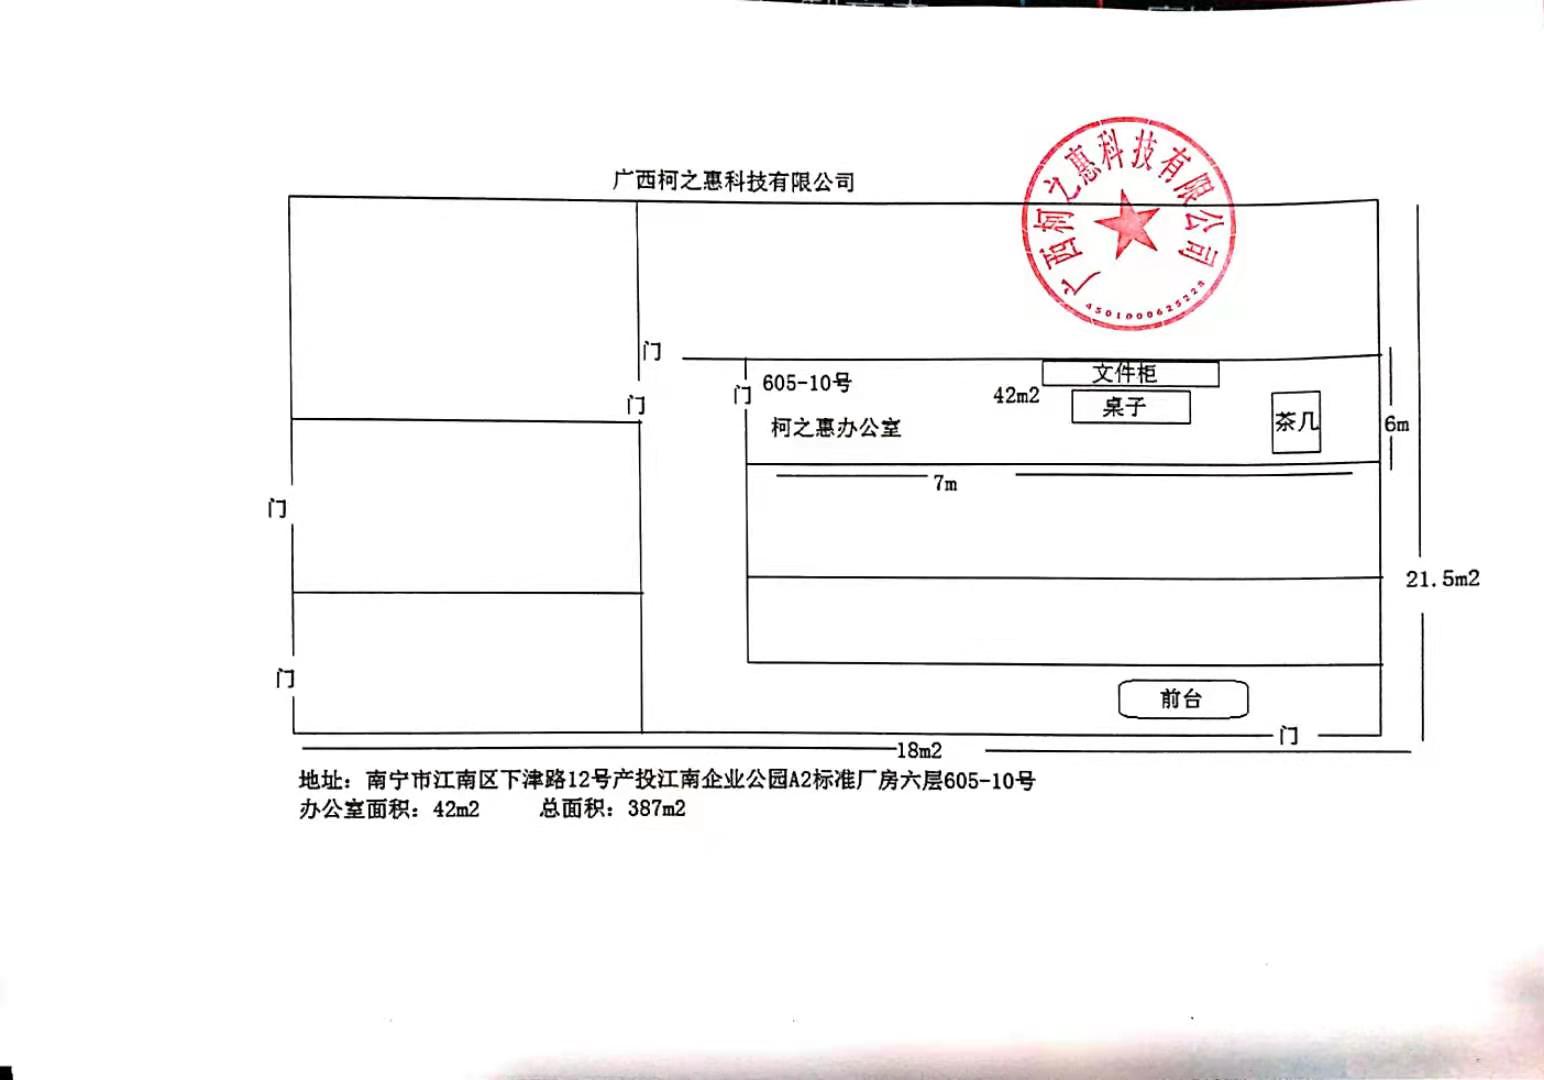 广西柯之惠科技有限公司
广西柯之惠科技有限公司
4501000625228
门
门
门
605-10号
42m2
文件柜
桌子
茶几
柯之惠办公室
6m
7m
门
21.5m2
门
前台
门
18m2
地址：南宁市江南区下津路12号产投江南企业公园A2标准厂房六层605-10号
办公室面积：42m2 总面积：387m2